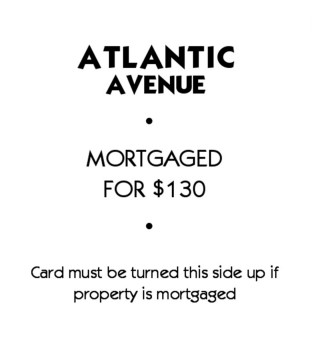 ATLANTIC
AVENUE
•
MORTGAGED
FOR $130
•
Card must be turned this side up if
property is mortgaged